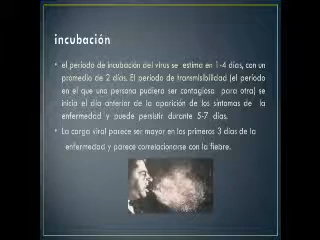 incubación
• el período de incubación del virus se estima en 1-4 días, con un
promedio de 2 días. El período de transmisibilidad (el período
en el que una persona pudiera ser contagiosa para otra) se
inicia el día anterior de la aparición de los síntomas de la
enfermedad y puede persistir durante 5-7 días.
• La carga viral parece ser mayor en los primeros 3 días de la
enfermedad y parece correlacionarse con la fiebre.